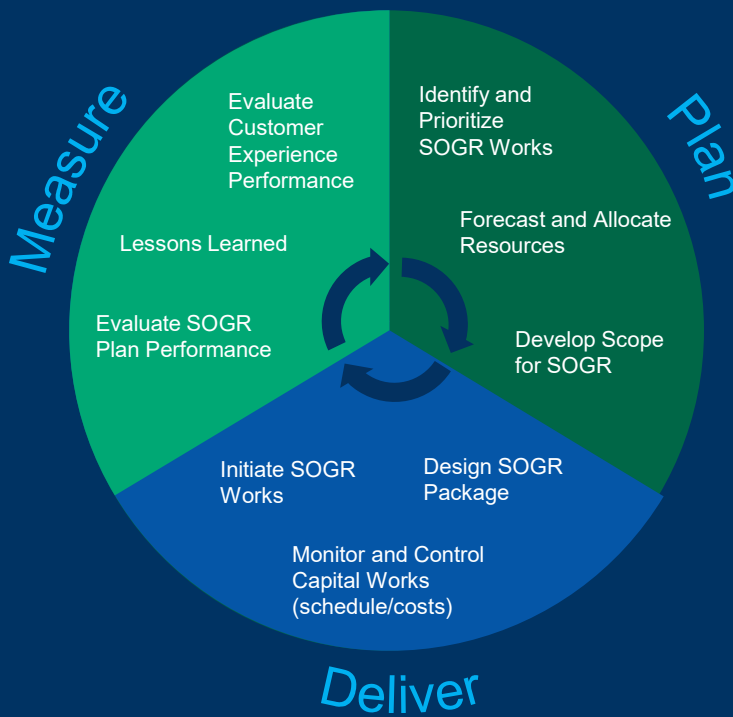 Measure
Evaluate
Customer
Experience
Performance
Lessons Learned
Evaluate SOGR
Plan Performance
Plan
Identify and
Prioritize
SOGR Works
Forecast and Allocate
Resources
Develop Scope
for SOGR
Initiate SOGR
Works
Design SOGR
Package
Monitor and Control
Capital Works
(schedule/costs)
Deliver